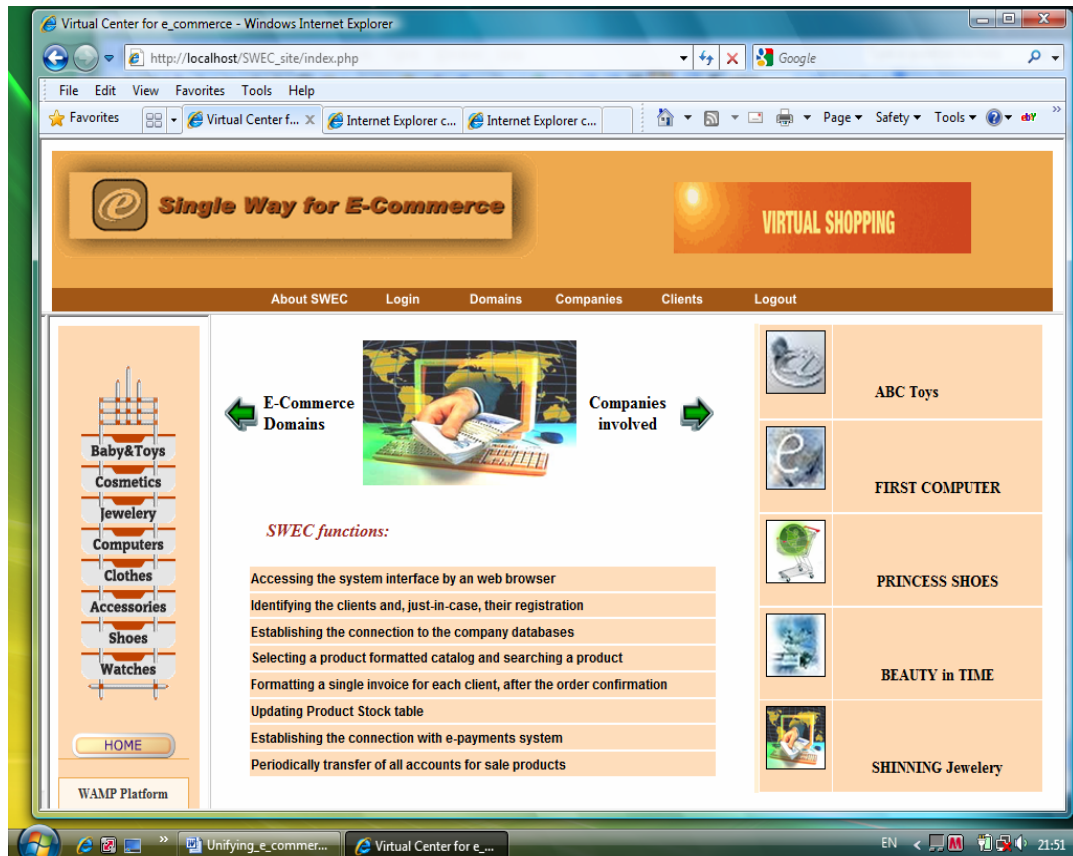 Virtual Center for e_commerce - Windows Internet Explorer
http://localhost/SWEC_site/index.php
Google
File Edit View Favorites Tools Help
Favorites
Virtual Center f...
Internet Explorer c...
Internet Explorer c...
Page Safety Tools
ebY
Single Way for E-Commerce
VIRTUAL SHOPPING
About SWEC Login Domains Companies Clients Logout
Baby&Toys
Cosmetics
Jewelery
Computers
Clothes
Accessories
Shoes
Watches
HOME
WAMP Platform
E-Commerce
Domains
Companies
involved
SWEC functions:
Accessing the system interface by an web browser
Identifying the clients and, just-in-case, their registration
Establishing the connection to the company databases
Selecting a product formatted catalog and searching a product
Formatting a single invoice for each client, after the order confirmation
Updating Product Stock table
Establishing the connection with e-payments system
Periodically transfer of all accounts for sale products
ABC Toys
FIRST COMPUTER
PRINCESS SHOES
BEAUTY in TIME
SHINNING Jewelery
Unifying_e_commer...
Virtual Center for e_...
EN
21:51